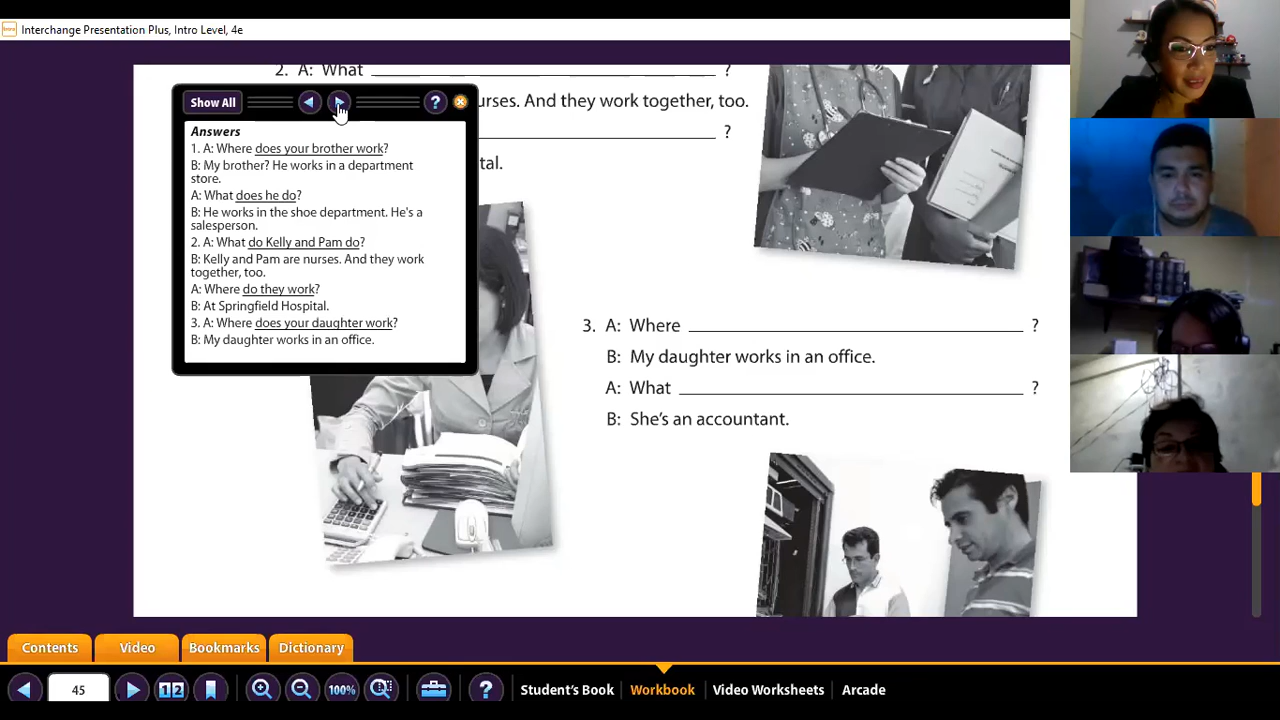 Interchange Presentation Plus, Intro Level, 4e
2. A: What ?
urses. And they work together, too.
?
tal.
Show All
?
Answers
1. A: Where does your brother work?
B: My brother? He works in a department
store.
A: What does he do?
B: He works in the shoe department. He's a
salesperson.
2. A: What do Kelly and Pam do?
B: Kelly and Pam are nurses. And they work
together, too.
A: Where do they work?
B: At Springfield Hospital.
3. A: Where does your daughter work?
B: My daughter works in an office.
3. A: Where ?
B: My daughter works in an office.
A: What ?
B: She's an accountant.
Contents Video Bookmarks Dictionary
45 1 2 100% ? Student's Book Workbook Video Worksheets Arcade